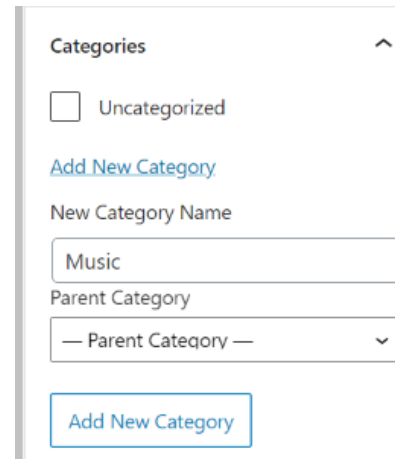 Categories
Uncategorized
Add New Category
New Category Name
Music
Parent Category
— Parent Category —
Add New Category